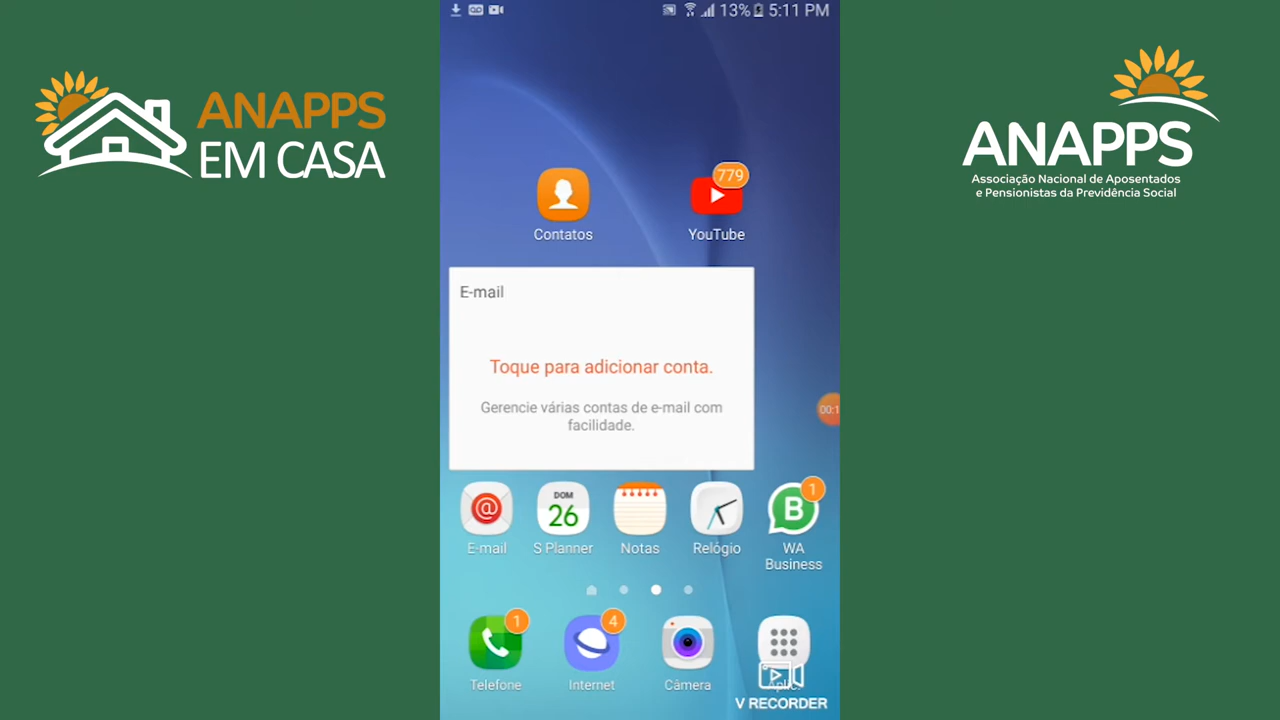 ANAPPS
EM CASA
13% 5:11 PM
779
Contatos
YouTube
E-mail
Toque para adicionar conta.
Gerencie várias contas de e-mail com
facilidade.
00:1
@
DOM
26
B
1
E-mail
S Planner
Notas
Relógio
WA
Business
1
4
Telefone
Internet
Câmera
V RECORDER
ANAPPS
Associação Nacional de Aposentados
e Pensionistas da Previdência Social